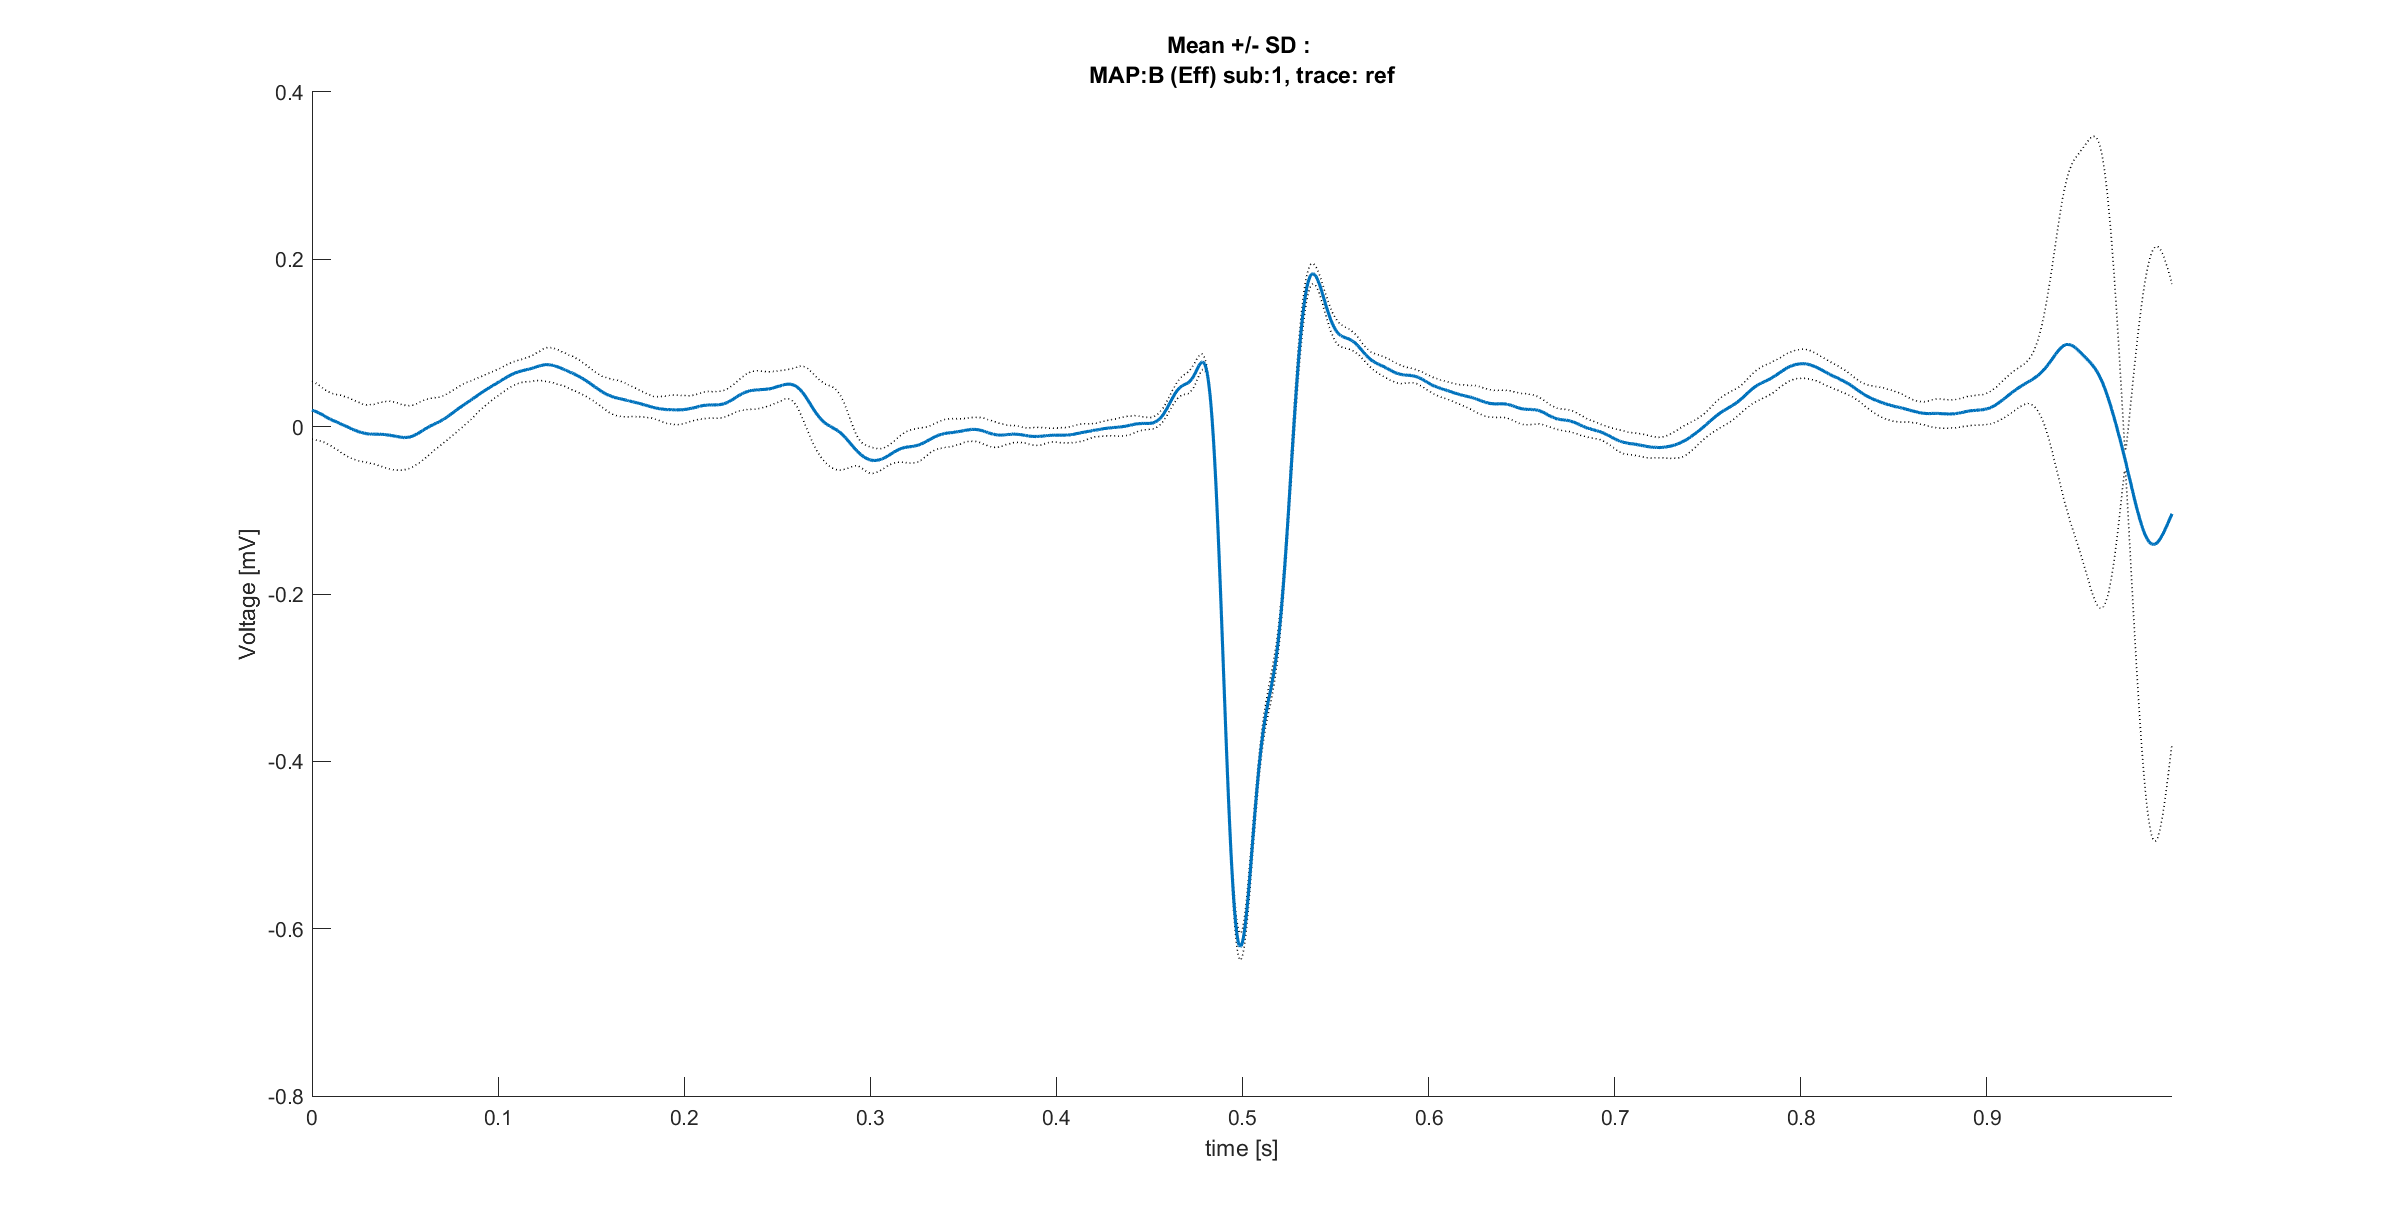 Mean +/- SD :
MAP:B (Eff) sub:1, trace: ref
0.4
0.2
0
-0.2
-0.4
-0.6
-0.8
Voltage [mV]
0 0.1 0.2 0.3 0.4 0.5 0.6 0.7 0.8 0.9
time [s]